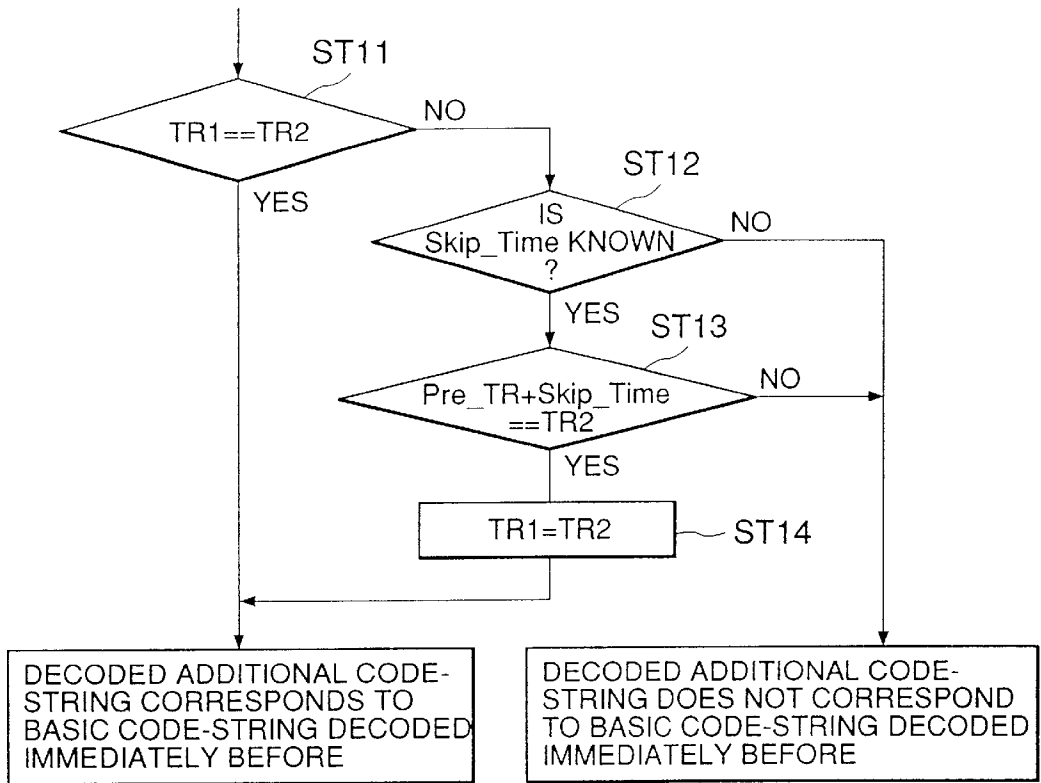 ST11
TR1==TR2
NO
YES
ST12
IS
Skip_Time KNOWN
?
NO
YES
ST13
Pre_TR+Skip_Time
==TR2
NO
YES
TR1=TR2
ST14
DECODED ADDITIONAL CODE-
STRING CORRESPONDS TO
BASIC CODE-STRING DECODED
IMMEDIATELY BEFORE
DECODED ADDITIONAL CODE-
STRING DOES NOT CORRESPOND
TO BASIC CODE-STRING DECODED
IMMEDIATELY BEFORE